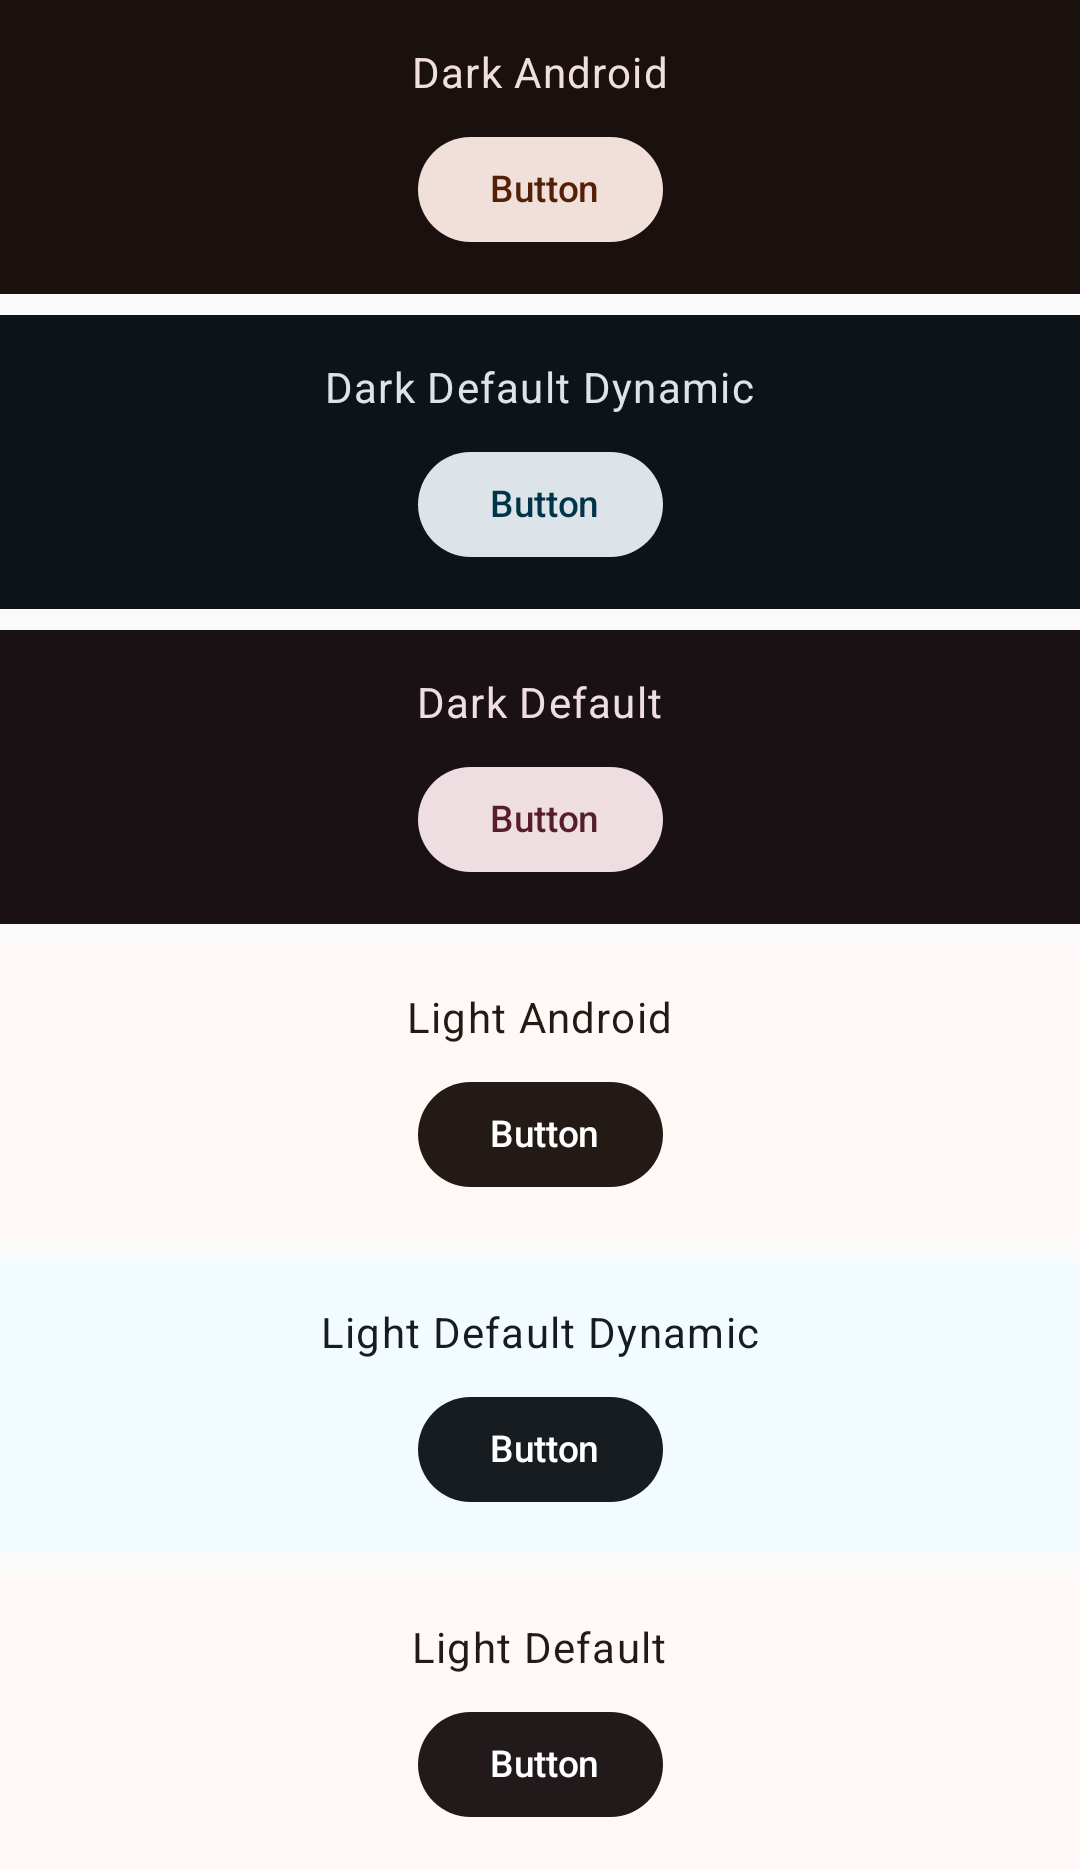 Dark Android
Button
Dark Default Dynamic
Button
Dark Default
Button
Light Android
Button
Light Default Dynamic
Button
Light Default
Button